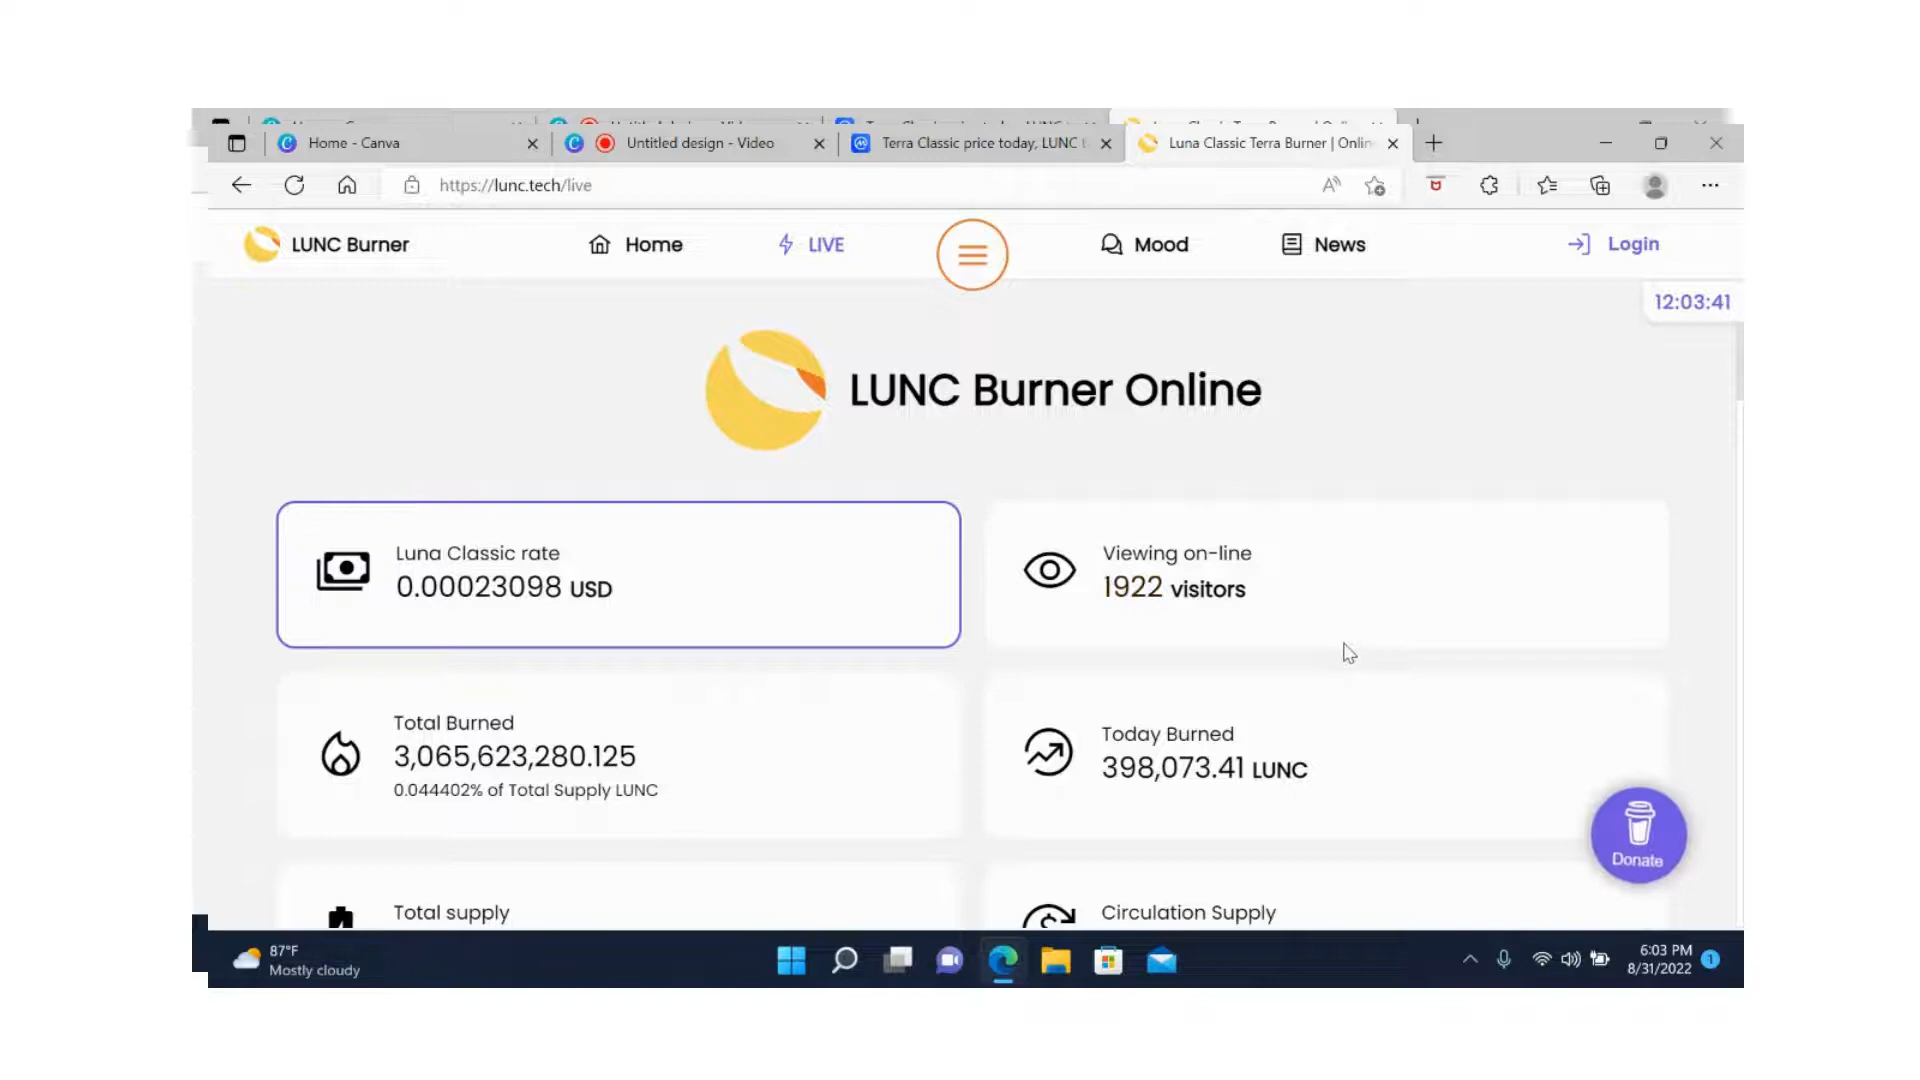 Home - Canva
Untitled design - Video
Terra Classic price today, LUNC t
Luna Classic Terra Burner | Onlin
https://lunc.tech/live
LUNC Burner
Home
LIVE
Mood
News
Login
12:03:41
LUNC Burner Online
Luna Classic rate
0.00023098 USD
Viewing on-line
1922 visitors
Total Burned
3,065,623,280.125
0.044402% of Total Supply LUNC
Today Burned
398,073.41 LUNC
Donate
Total supply
Circulation Supply
87°F
Mostly cloudy
6:03 PM
8/31/2022
1